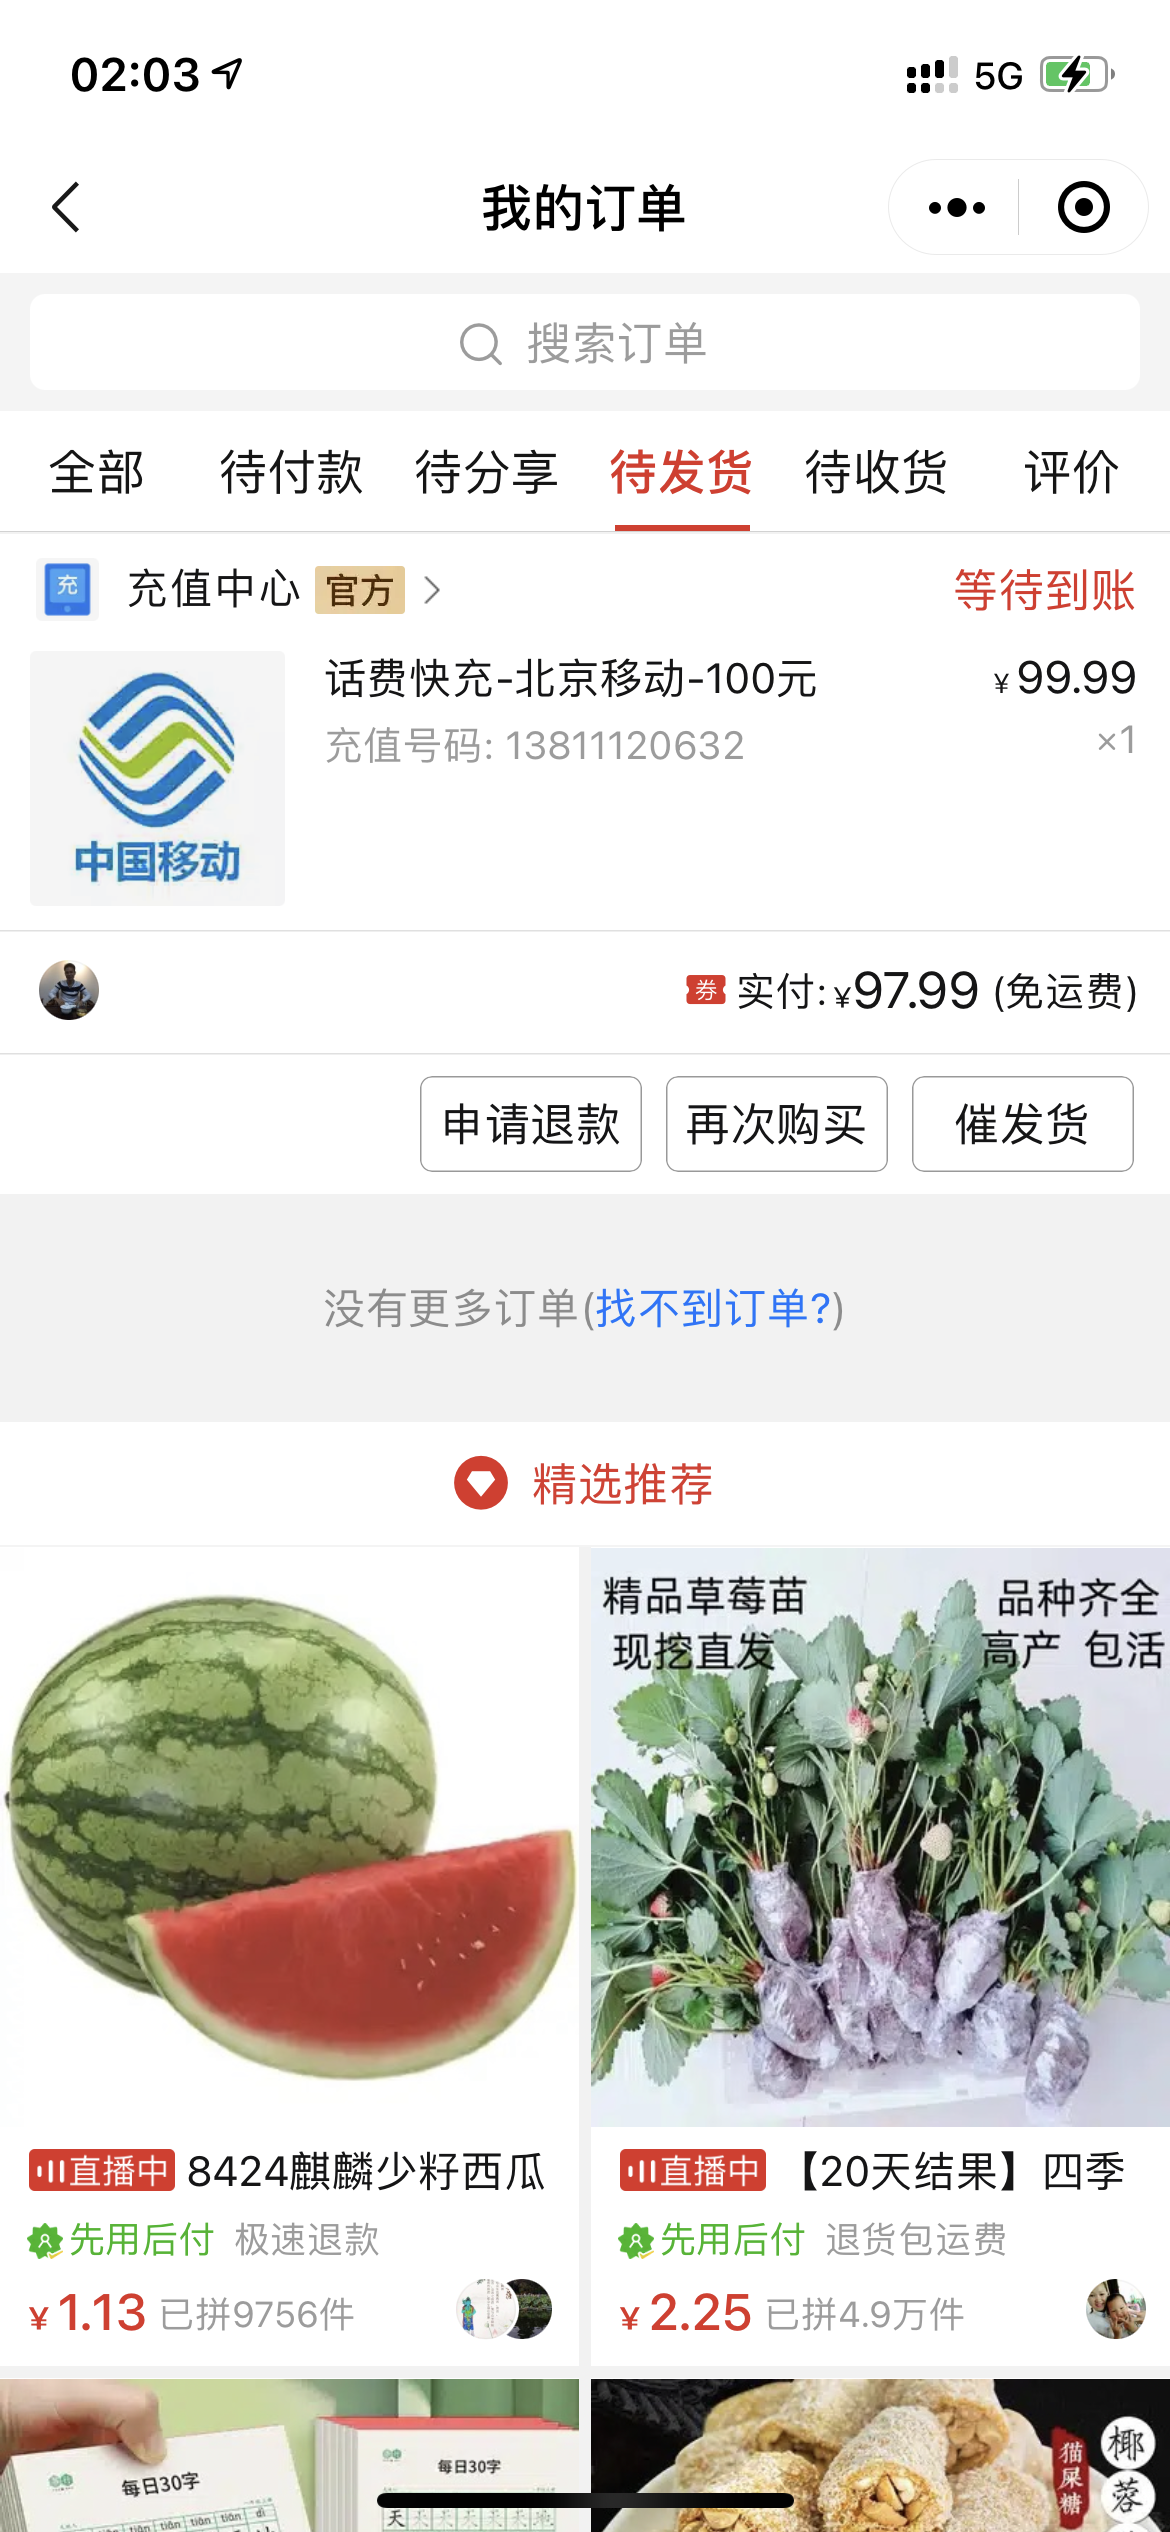 02:03
5G
我的订单
搜索订单
全部 待付款 待分享 待发货 待收货 评价
充 充值中心 官方 等待到账
话费快充-北京移动-100元 ¥99.99
充值号码: 13811120632 ×1
中国移动
券 实付: ¥97.99 (免运费)
申请退款 再次购买 催发货
没有更多订单(找不到订单?)
精选推荐
精品草莓苗 品种齐全
现挖直发 高产 包活
直播中 8424麒麟少籽西瓜
先用后付 极速退款
¥1.13 已拼9756件
直播中 【20天结果】四季
先用后付 退货包运费
¥2.25 已拼4.9万件
每日30字
每日30字
tiān tiān tiān tiān dì
天
猫屎糖
椰蓉